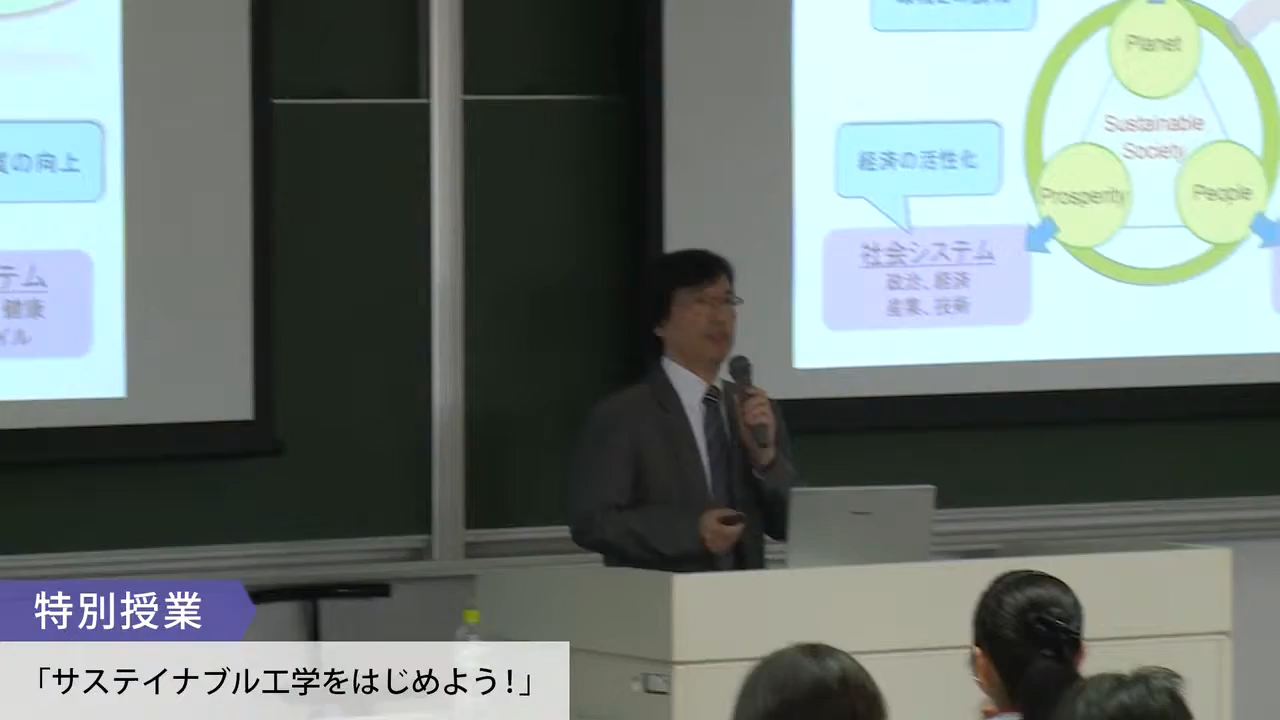 質の向上
テム
健康
イル
Planet
Sustainable
Society
経済の活性化
Prosperity
People
社会システム
政治、経済
産業、技術
特別授業
「サステイナブル工学をはじめよう！」